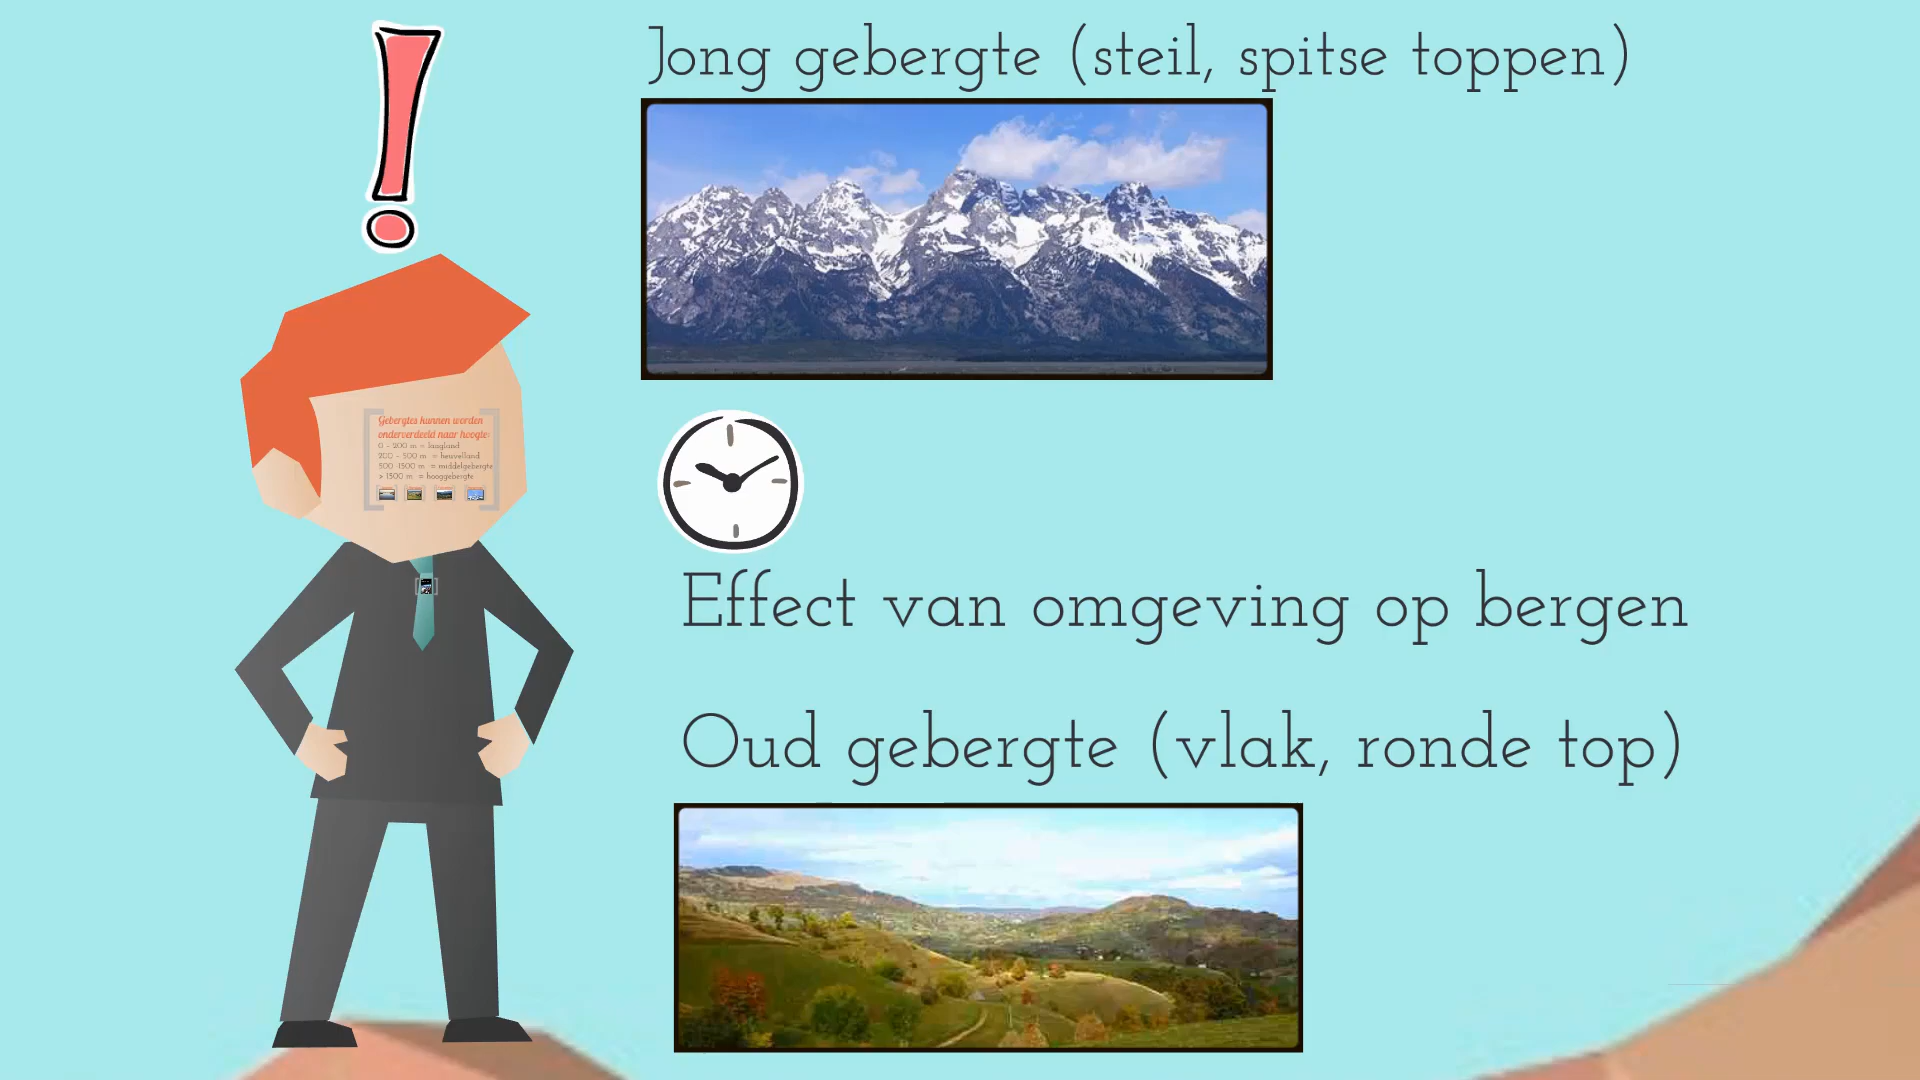 Jong gebergte (steil, spitse toppen)
Gebergtes kunnen worden
onderverdeeld naar hoogte:
0 - 200 m = laagland
200 - 500 m = heuvelland
500 -1500 m = middelgebergte
> 1500 m = hooggebergte
Effect van omgeving op bergen
Oud gebergte (vlak, ronde top)